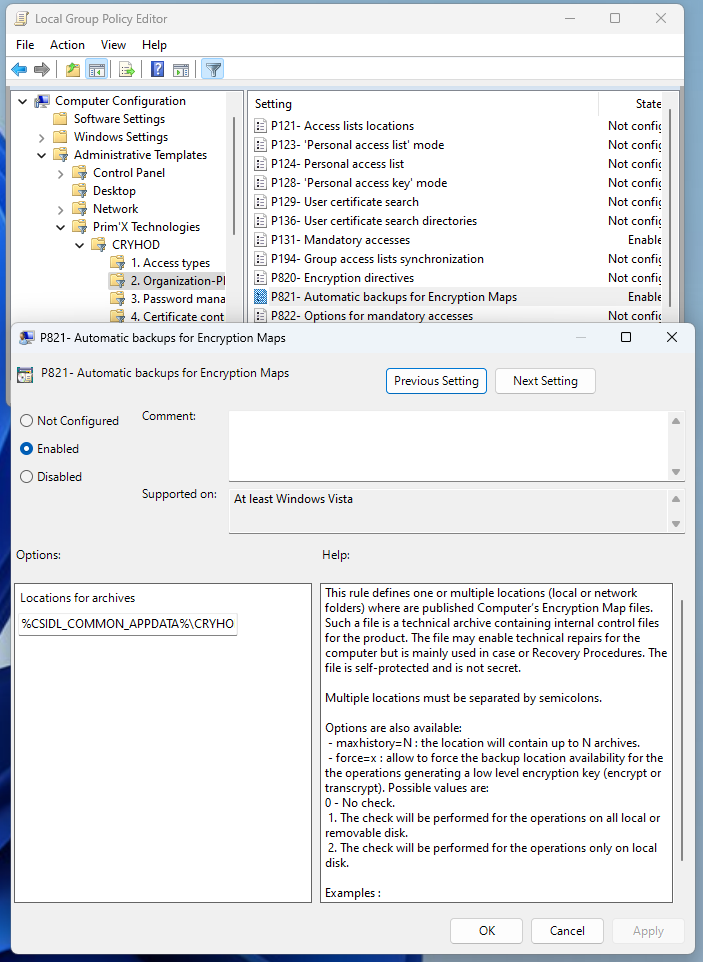 Local Group Policy Editor
File Action View Help
Computer Configuration
Software Settings
Windows Settings
Administrative Templates
Control Panel
Desktop
Network
Prim'X Technologies
CRYHOD
1. Access types
2. Organization-Pl
3. Password mana
4. Certificate cont
Setting State
P121- Access lists locations Not config
P123- 'Personal access list' mode Not config
P124- Personal access list Not config
P128- 'Personal access key' mode Not config
P129- User certificate search Not config
P136- User certificate search directories Not config
P131- Mandatory accesses Enable
P194- Group access lists synchronization Not config
P820- Encryption directives Not config
P821- Automatic backups for Encryption Maps Enable
P822- Options for mandatory accesses Not config
P821- Automatic backups for Encryption Maps
P821- Automatic backups for Encryption Maps
Previous Setting Next Setting
Not Configured
Enabled
Disabled
Comment:
Supported on: At least Windows Vista
Options:
Locations for archives
%CSIDL_COMMON_APPDATA%\CRYHO
Help:
This rule defines one or multiple locations (local or network
folders) where are published Computer's Encryption Map files.
Such a file is a technical archive containing internal control files
for the product. The file may enable technical repairs for the
computer but is mainly used in case or Recovery Procedures. The
file is self-protected and is not secret.
Multiple locations must be separated by semicolons.
Options are also available:
- maxhistory=N : the location will contain up to N archives.
- force=x : allow to force the backup location availability for the
the operations generating a low level encryption key (encrypt or
transcrypt). Possible values are:
0 - No check.
1. The check will be performed for the operations on all local or
removable disk.
2. The check will be performed for the operations only on local
disk.
Examples :
OK Cancel Apply